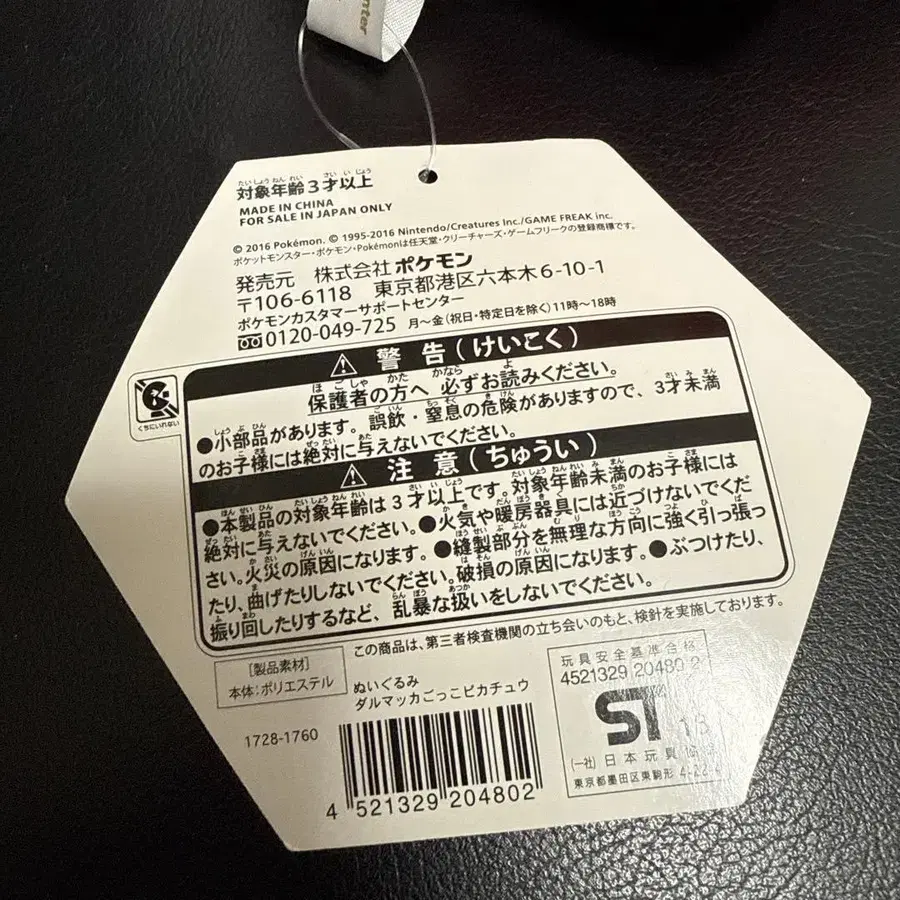 nter
対象年齢3才以上
MADE IN CHINA
FOR SALE IN JAPAN ONLY
© 2016 Pokémon. © 1995-2016 Nintendo/Creatures Inc./GAME FREAK inc.
ポケットモンスター・ポケモン・Pokémonは任天堂・クリーチャーズ・ゲームフリークの登録商標です。
発売元 株式会社ポケモン
〒106-6118 東京都港区六本木6-10-1
ポケモンカスタマーサポートセンター
0120-049-725 月〜金(祝日・特定日を除く)11時〜18時
警告(けいこく)
くちにいれない
保護者の方へ 必ずお読みください。
●小部品があります。誤飲・窒息の危険がありますので、3才未満
のお子様には絶対に与えないでください。
注意(ちゅうい)
●本製品の対象年齢は3才以上です。対象年齢未満のお子様には
絶対に与えないでください。●火気や暖房器具には近づけないでくだ
さい。火災の原因になります。●縫製部分を無理な方向に強く引っ張っ
たり、曲げたりしないでください。破損の原因になります。●ぶつけたり、
振り回したりするなど、乱暴な扱いをしないでください。
この商品は、第三者検査機関の立ち会いのもと、検針を実施しております。
[製品素材]
本体:ポリエステル
ぬいぐるみ
ダルマッカごっこピカチュウ
1728-1760
4 521329 204802
玩具安全基準合格
4521329 20480 2
ST
(一社)日本玩具協会
東京都墨田区東駒形 4-22-4